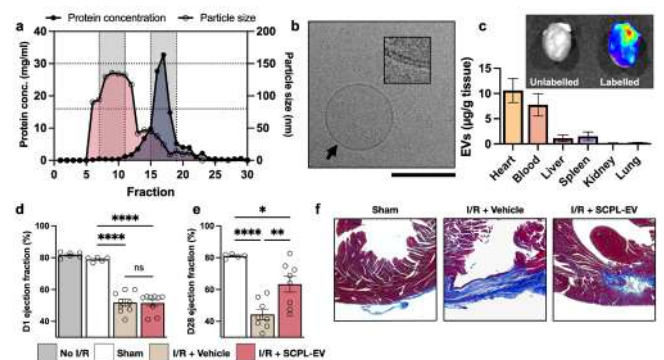 a
Protein concentration
Particle size
Protein conc. (mg/ml)
40
30
20
10
0
Particle size (nm)
200
150
100
50
0
0
5
10
15
20
25
30
Fraction
b
c
Unlabelled
Labelled
EVs (µg/g tissue)
15
10
5
0
Heart
Blood
Liver
Spleen
Kidney
Lung
d
D1 ejection fraction (%)
100
80
60
40
****
****
ns
e
D28 ejection fraction (%)
100
80
60
40
*
****
**
f
Sham
I/R + Vehicle
I/R + SCPL-EV
No I/R
Sham
I/R + Vehicle
I/R + SCPL-EV